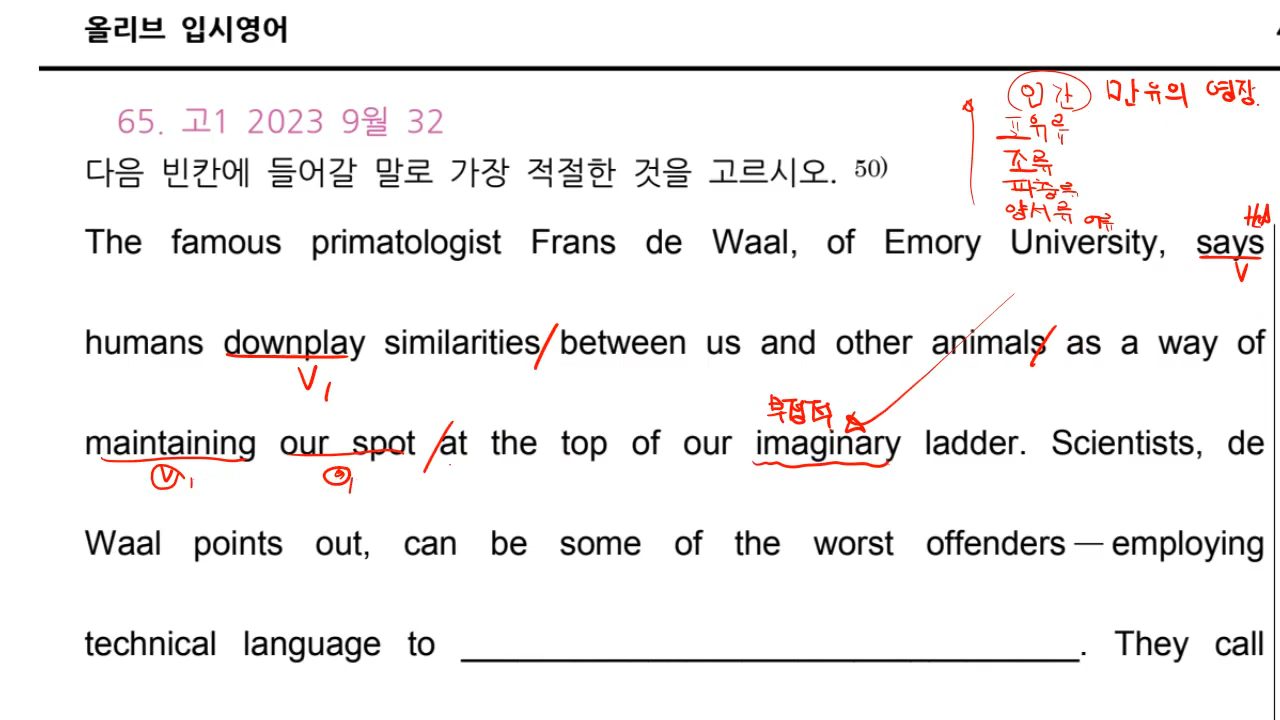 올리브 입시영어
65. 고1 2023 9월 32
인간 만유의 영장.
포유류
조류
파충류
양서류 어류
다음 빈칸에 들어갈 말로 가장 적절한 것을 고르시오. 50)
The famous primatologist Frans de Waal, of Emory University, says
V
humans downplay similarities / between us and other animals / as a way of
V1
maintaining our spot / at the top of our imaginary ladder. Scientists, de
Waal points out, can be some of the worst offenders — employing
technical language to ____________________. They call